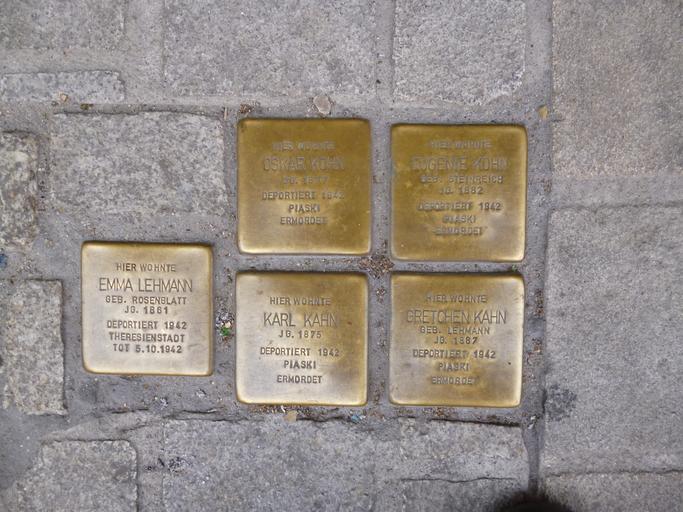 HIER WOHNTE
OSKAR KOHN
DEPORTIERT 1942
PIASKI
ERMORDET
HIER WOHNTE
EUGENIE KOHN
GEB. STEINREICH
JG. 1882
DEPORTIERT 1942
PIASKI
ERMORDET
HIER WOHNTE
EMMA LEHMANN
GEB. ROSENBLATT
JG. 1861
DEPORTIERT 1942
THERESIENSTADT
TOT 5.10.1942
HIER WOHNTE
KARL KAHN
JG. 1875
DEPORTIERT 1942
PIASKI
ERMORDET
HIER WOHNTE
GRETCHEN KAHN
GEB. LEHMANN
JG. 1887
DEPORTIERT 1942
PIASKI
ERMORDET